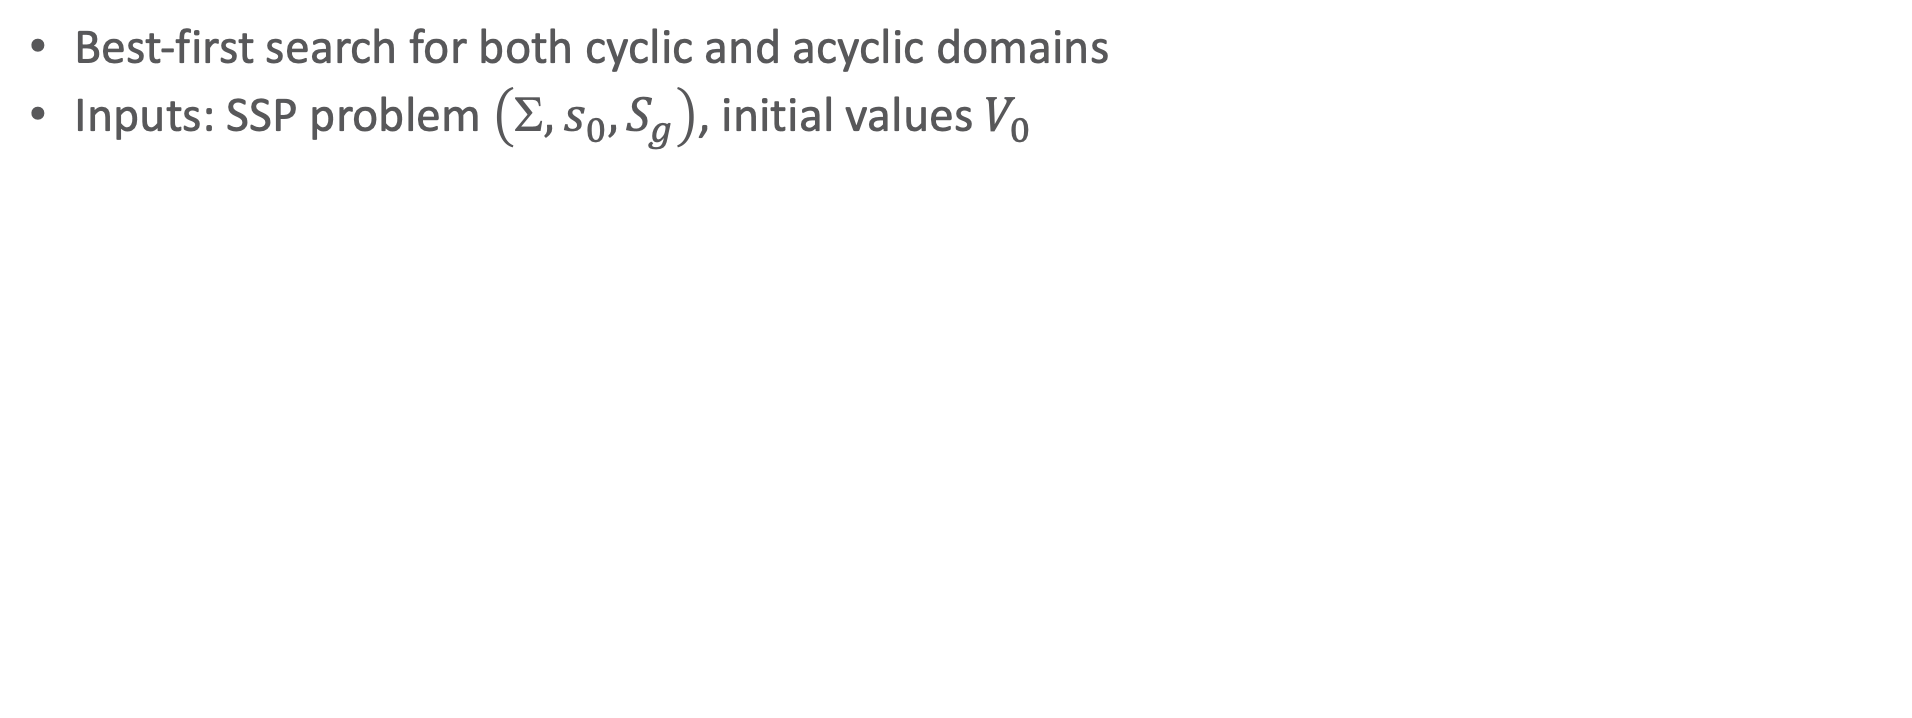 • Best-first search for both cyclic and acyclic domains
• Inputs: SSP problem (Σ, s₀, S_g), initial values V₀